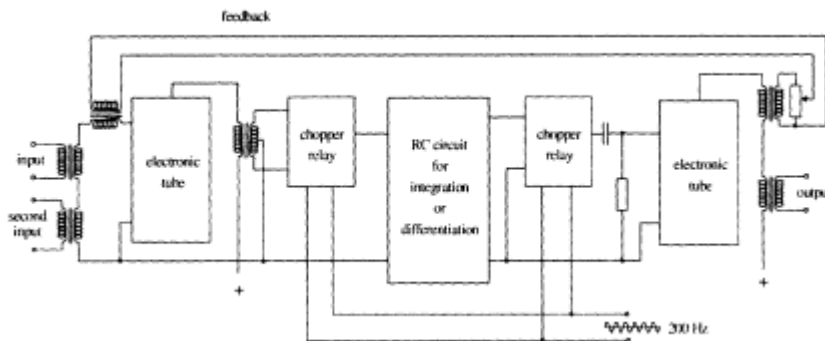 feedback
input
second
input
electronic
tube
chopper
relay
RC circuit
for
integration
or
differentiation
chopper
relay
electronic
tube
output
+
+
200 Hz